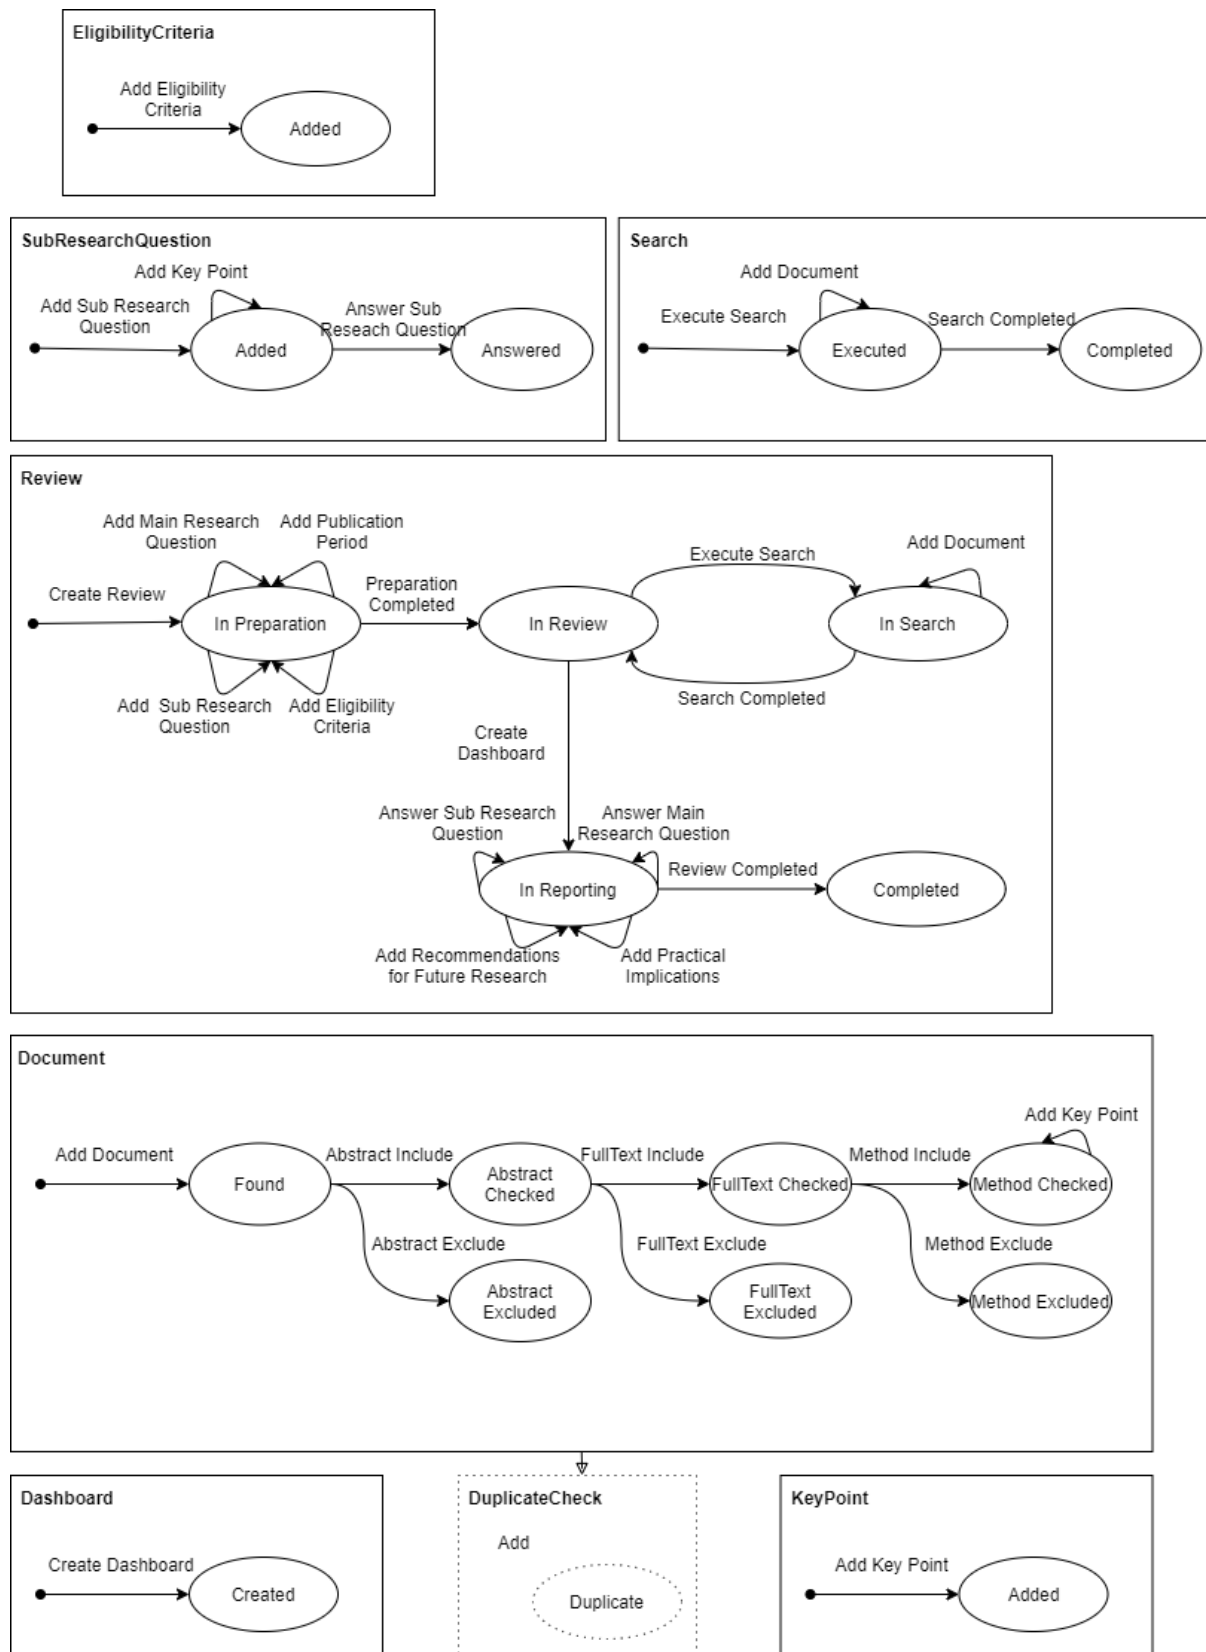 EligibilityCriteria
Add Eligibility
Criteria
Added
SubResearchQuestion
Add Key Point
Add Sub Research
Question
Added
Answer Sub
Reseach Question
Answered
Search
Add Document
Execute Search
Executed
Search Completed
Completed
Review
Add Main Research
Question
Add Publication
Period
Create Review
In Preparation
Preparation
Completed
Add  Sub Research
Question
Add Eligibility
Criteria
In Review
Execute Search
Add Document
In Search
Search Completed
Create
Dashboard
Answer Sub Research
Question
Answer Main
Research Question
In Reporting
Review Completed
Completed
Add Recommendations
for Future Research
Add Practical
Implications
Document
Add Document
Found
Abstract Include
Abstract
Checked
FullText Include
FullText Checked
Method Include
Add Key Point
Method Checked
Abstract Exclude
Abstract
Excluded
FullText Exclude
FullText
Excluded
Method Exclude
Method Excluded
Dashboard
Create Dashboard
Created
DuplicateCheck
Add
Duplicate
KeyPoint
Add Key Point
Added